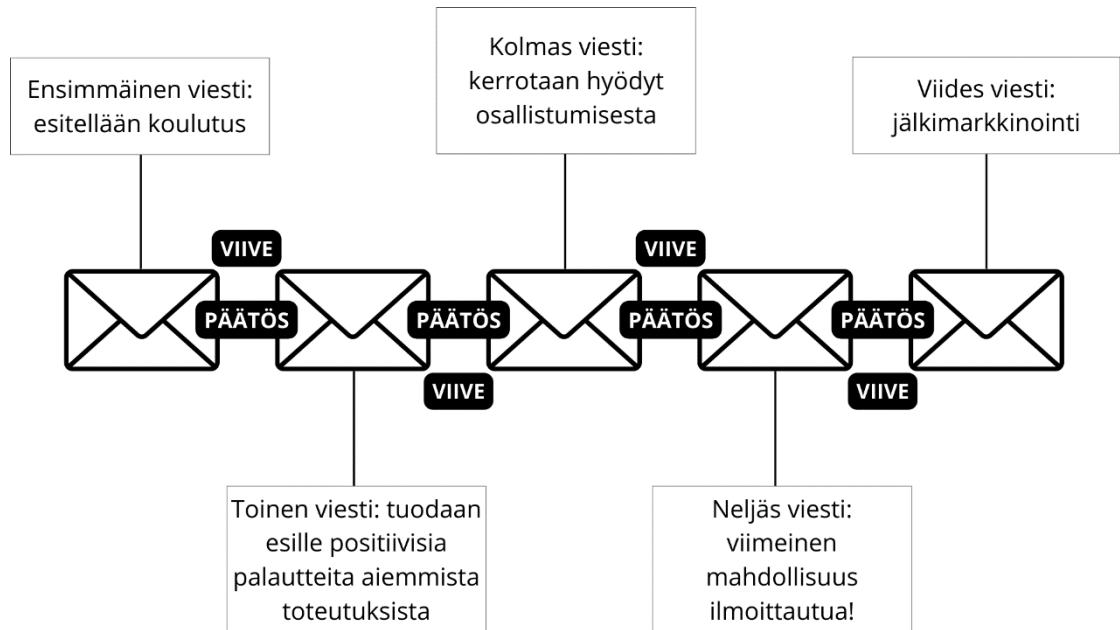 Ensimmäinen viesti:
esitellään koulutus
Kolmas viesti:
kerrotaan hyödyt
osallistumisesta
Viides viesti:
jälkimarkkinointi
VIIVE
VIIVE
PÄÄTÖS
PÄÄTÖS
PÄÄTÖS
PÄÄTÖS
VIIVE
VIIVE
Toinen viesti: tuodaan
esille positiivisia
palautteita aiemmista
toteutuksista
Neljäs viesti:
viimeinen
mahdollisuus
ilmoittautua!